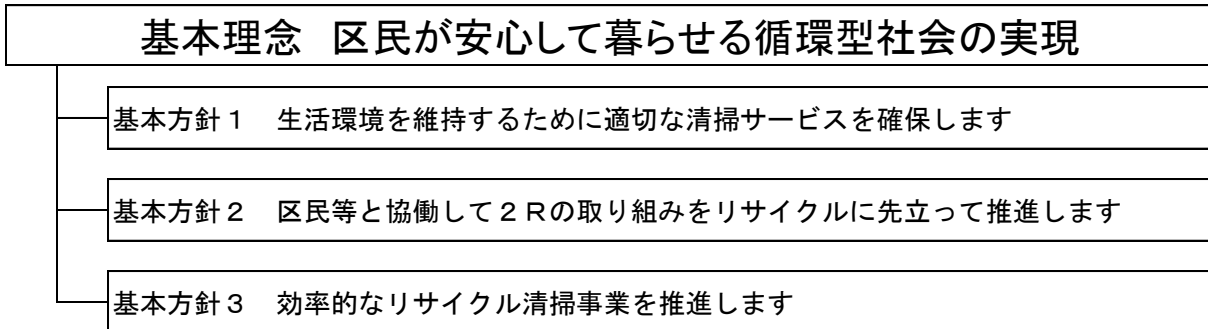 基本理念　区民が安心して暮らせる循環型社会の実現
基本方針１　生活環境を維持するために適切な清掃サービスを確保します
基本方針２　区民等と協働して２Ｒの取り組みをリサイクルに先立って推進します
基本方針３　効率的なリサイクル清掃事業を推進します